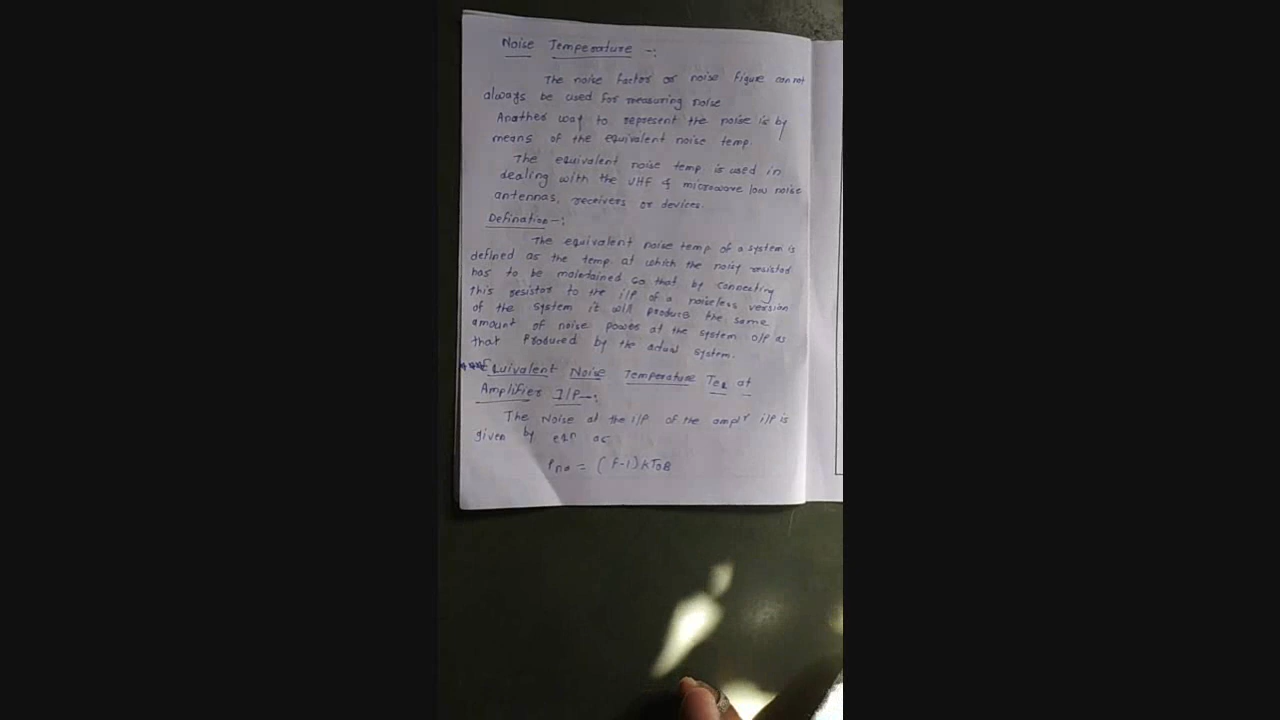 Noise Temperature :-
The noise factor or noise figure can not
always be used for measuring noise
Another way to represent the noise is by
means of the equivalent noise temp.
The equivalent noise temp is used in
dealing with the UHF & microwave low noise
antennas, receivers or devices.
Defination :-
The equivalent noise temp of a system is
defined as the temp. at which the noisy resistor
has to be maintained so that by connecting
this resistor to the i/P of a noiseless version
of the system it will produce the same
amount of noise power at the system o/P as
that Produced by the actual system.
*** Equivalent Noise Temperature Teq at
Amplifier I/P :-
The Noise at the i/P of the amplr i/P is
given by eqn as
Pna = (F-1) kT0B